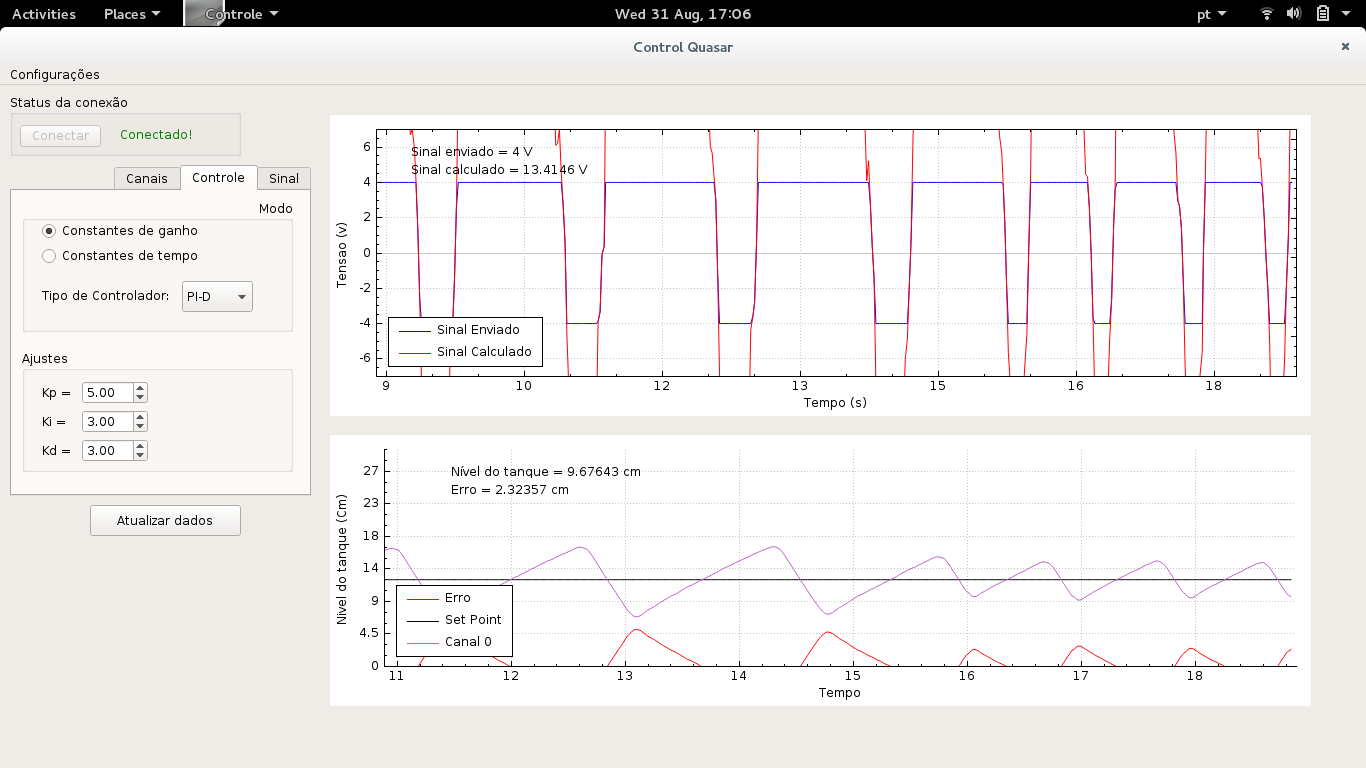 Activities Places Controle Wed 31 Aug, 17:06 pt
Control Quasar ×
Configurações
Status da conexão
Conectar Conectado!
Canais Controle Sinal
Modo
Constantes de ganho
Constantes de tempo
Tipo de Controlador: PI-D
Ajustes
Kp = 5.00
Ki = 3.00
Kd = 3.00
Atualizar dados
Tensao (v)
6
4
2
0
-2
-4
-6
Sinal enviado = 4 V
Sinal calculado = 13.4146 V
Sinal Enviado
Sinal Calculado
9 10 12 13 15 16 18
Tempo (s)
Nivel do tanque (Cm)
27
23
18
14
9
4.5
0
Nível do tanque = 9.67643 cm
Erro = 2.32357 cm
Erro
Set Point
Canal 0
11 12 13 14 15 16 17 18
Tempo